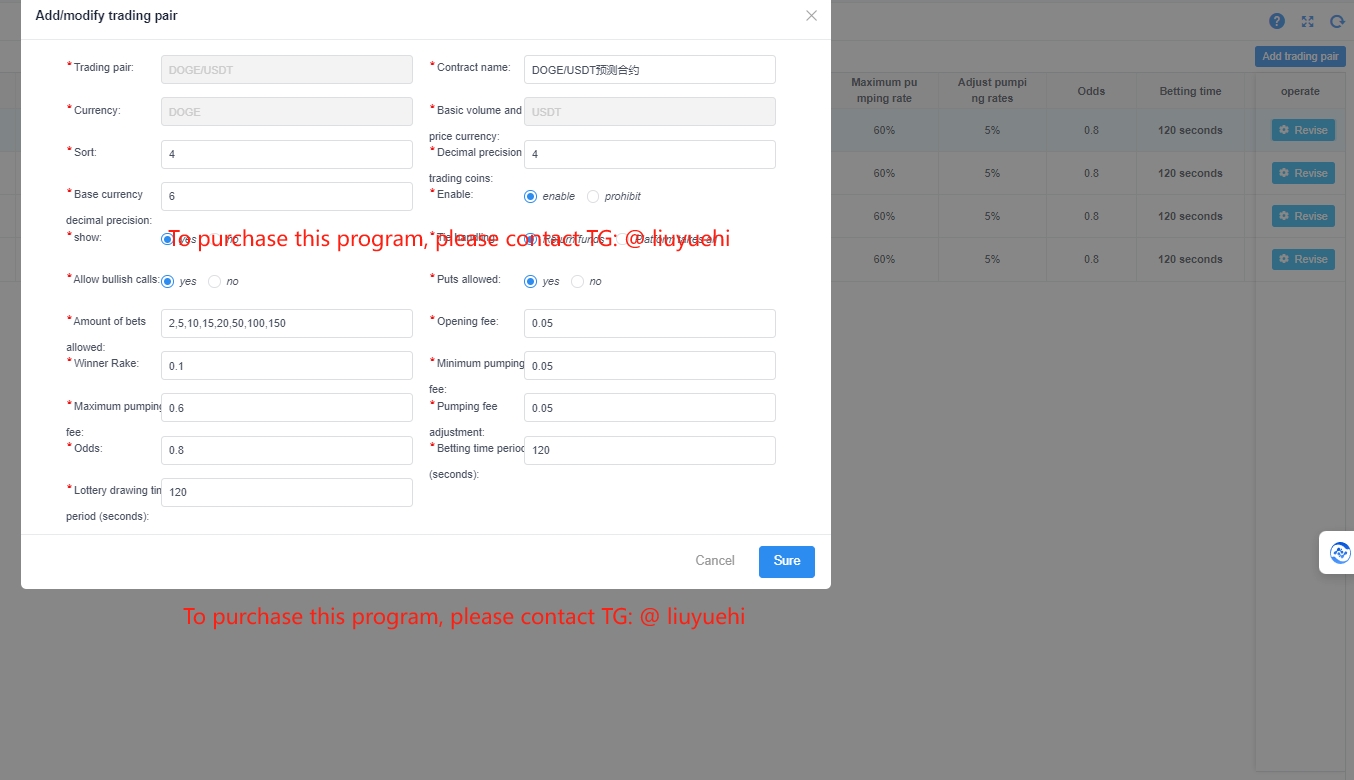 Add/modify trading pair
* Trading pair: DOGE/USDT
* Contract name: DOGE/USDT预测合约
Add trading pair
Maximum pu
mping rate
Adjust pumpi
ng rates
Odds
Betting time
operate
* Currency: DOGE
* Basic volume and
price currency:
USDT
60% 5% 0.8 120 seconds Revise
* Sort: 4
* Decimal precision
trading coins:
4
60% 5% 0.8 120 seconds Revise
* Base currency
decimal precision:
6
* Enable: enable prohibit
60% 5% 0.8 120 seconds Revise
* show: yes no
To purchase this program, please contact TG: @ liuyuehi
60% 5% 0.8 120 seconds Revise
* Allow bullish calls: yes no
* Puts allowed: yes no
* Amount of bets
allowed:
2,5,10,15,20,50,100,150
* Opening fee: 0.05
* Winner Rake: 0.1
* Minimum pumping
fee:
0.05
* Maximum pumping
fee:
0.6
* Pumping fee
adjustment:
0.05
* Odds: 0.8
* Betting time period
(seconds):
120
* Lottery drawing tim
period (seconds):
120
Cancel Sure
To purchase this program, please contact TG: @ liuyuehi